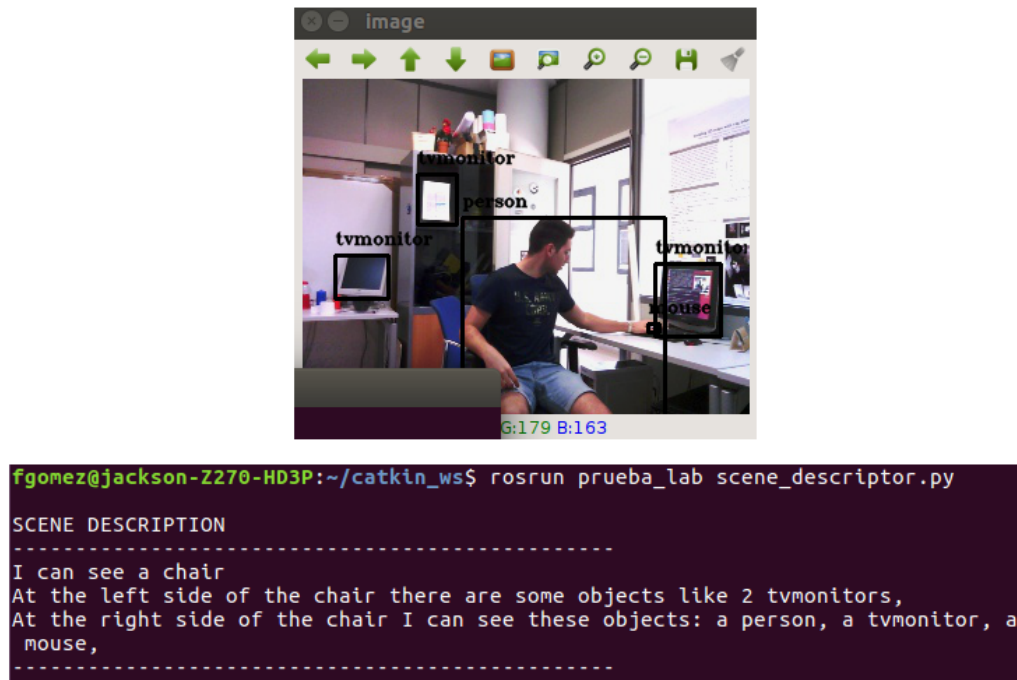 image
tvmonitor
person
tvmonitor
tvmonitor
mouse
G:179 B:163
fgomez@jackson-Z270-HD3P:~/catkin_ws$ rosrun prueba_lab scene_descriptor.py
SCENE DESCRIPTION
------------------------------------------------
I can see a chair
At the left side of the chair there are some objects like 2 tvmonitors,
At the right side of the chair I can see these objects: a person, a tvmonitor, a
mouse,
------------------------------------------------